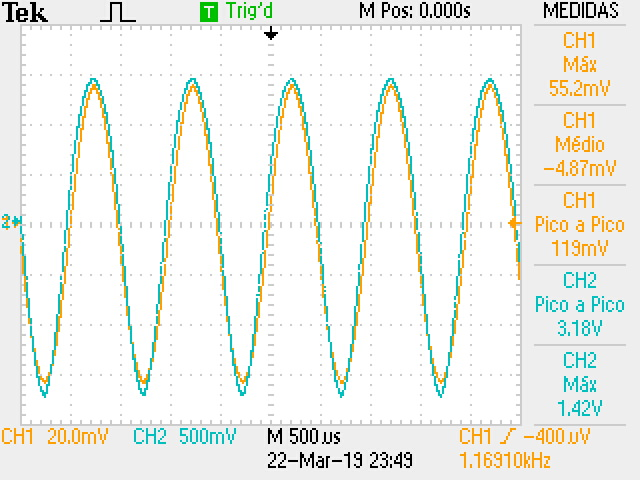 Tek T Trig'd M Pos: 0.000s MEDIDAS
CH1
Máx
55.2mV
CH1
Médio
-4.87mV
CH1
Pico a Pico
119mV
CH2
Pico a Pico
3.18V
CH2
Máx
1.42V
2
CH1 20.0mV CH2 500mV M 500µs CH1 -400uV
22-Mar-19 23:49 1.16910kHz